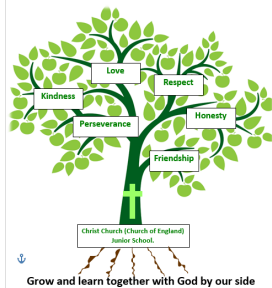 Love
Respect
Kindness
Honesty
Perseverance
Friendship
Christ Church (Church of England)
Junior School.
Grow and learn together with God by our side